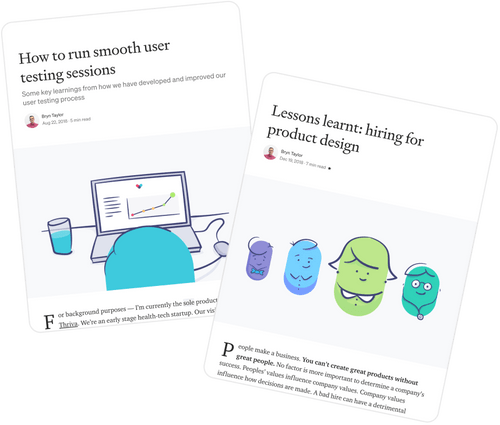 How to run smooth user
testing sessions
Some key learnings from how we have developed and improved our
user testing process
Bryn Taylor
Aug 22, 2018 · 5 min read
For background purposes — I'm currently the sole product
Thriva. We're an early stage health-tech startup. Our
Lessons learnt: hiring for
product design
Bryn Taylor
Dec 19, 2018 · 7 min read
People make a business. You can't create great products without
great people. No factor is more important to determine a company's
success. Peoples' values influence company values. Company values
influence how decisions are made. A bad hire can have a detrimental